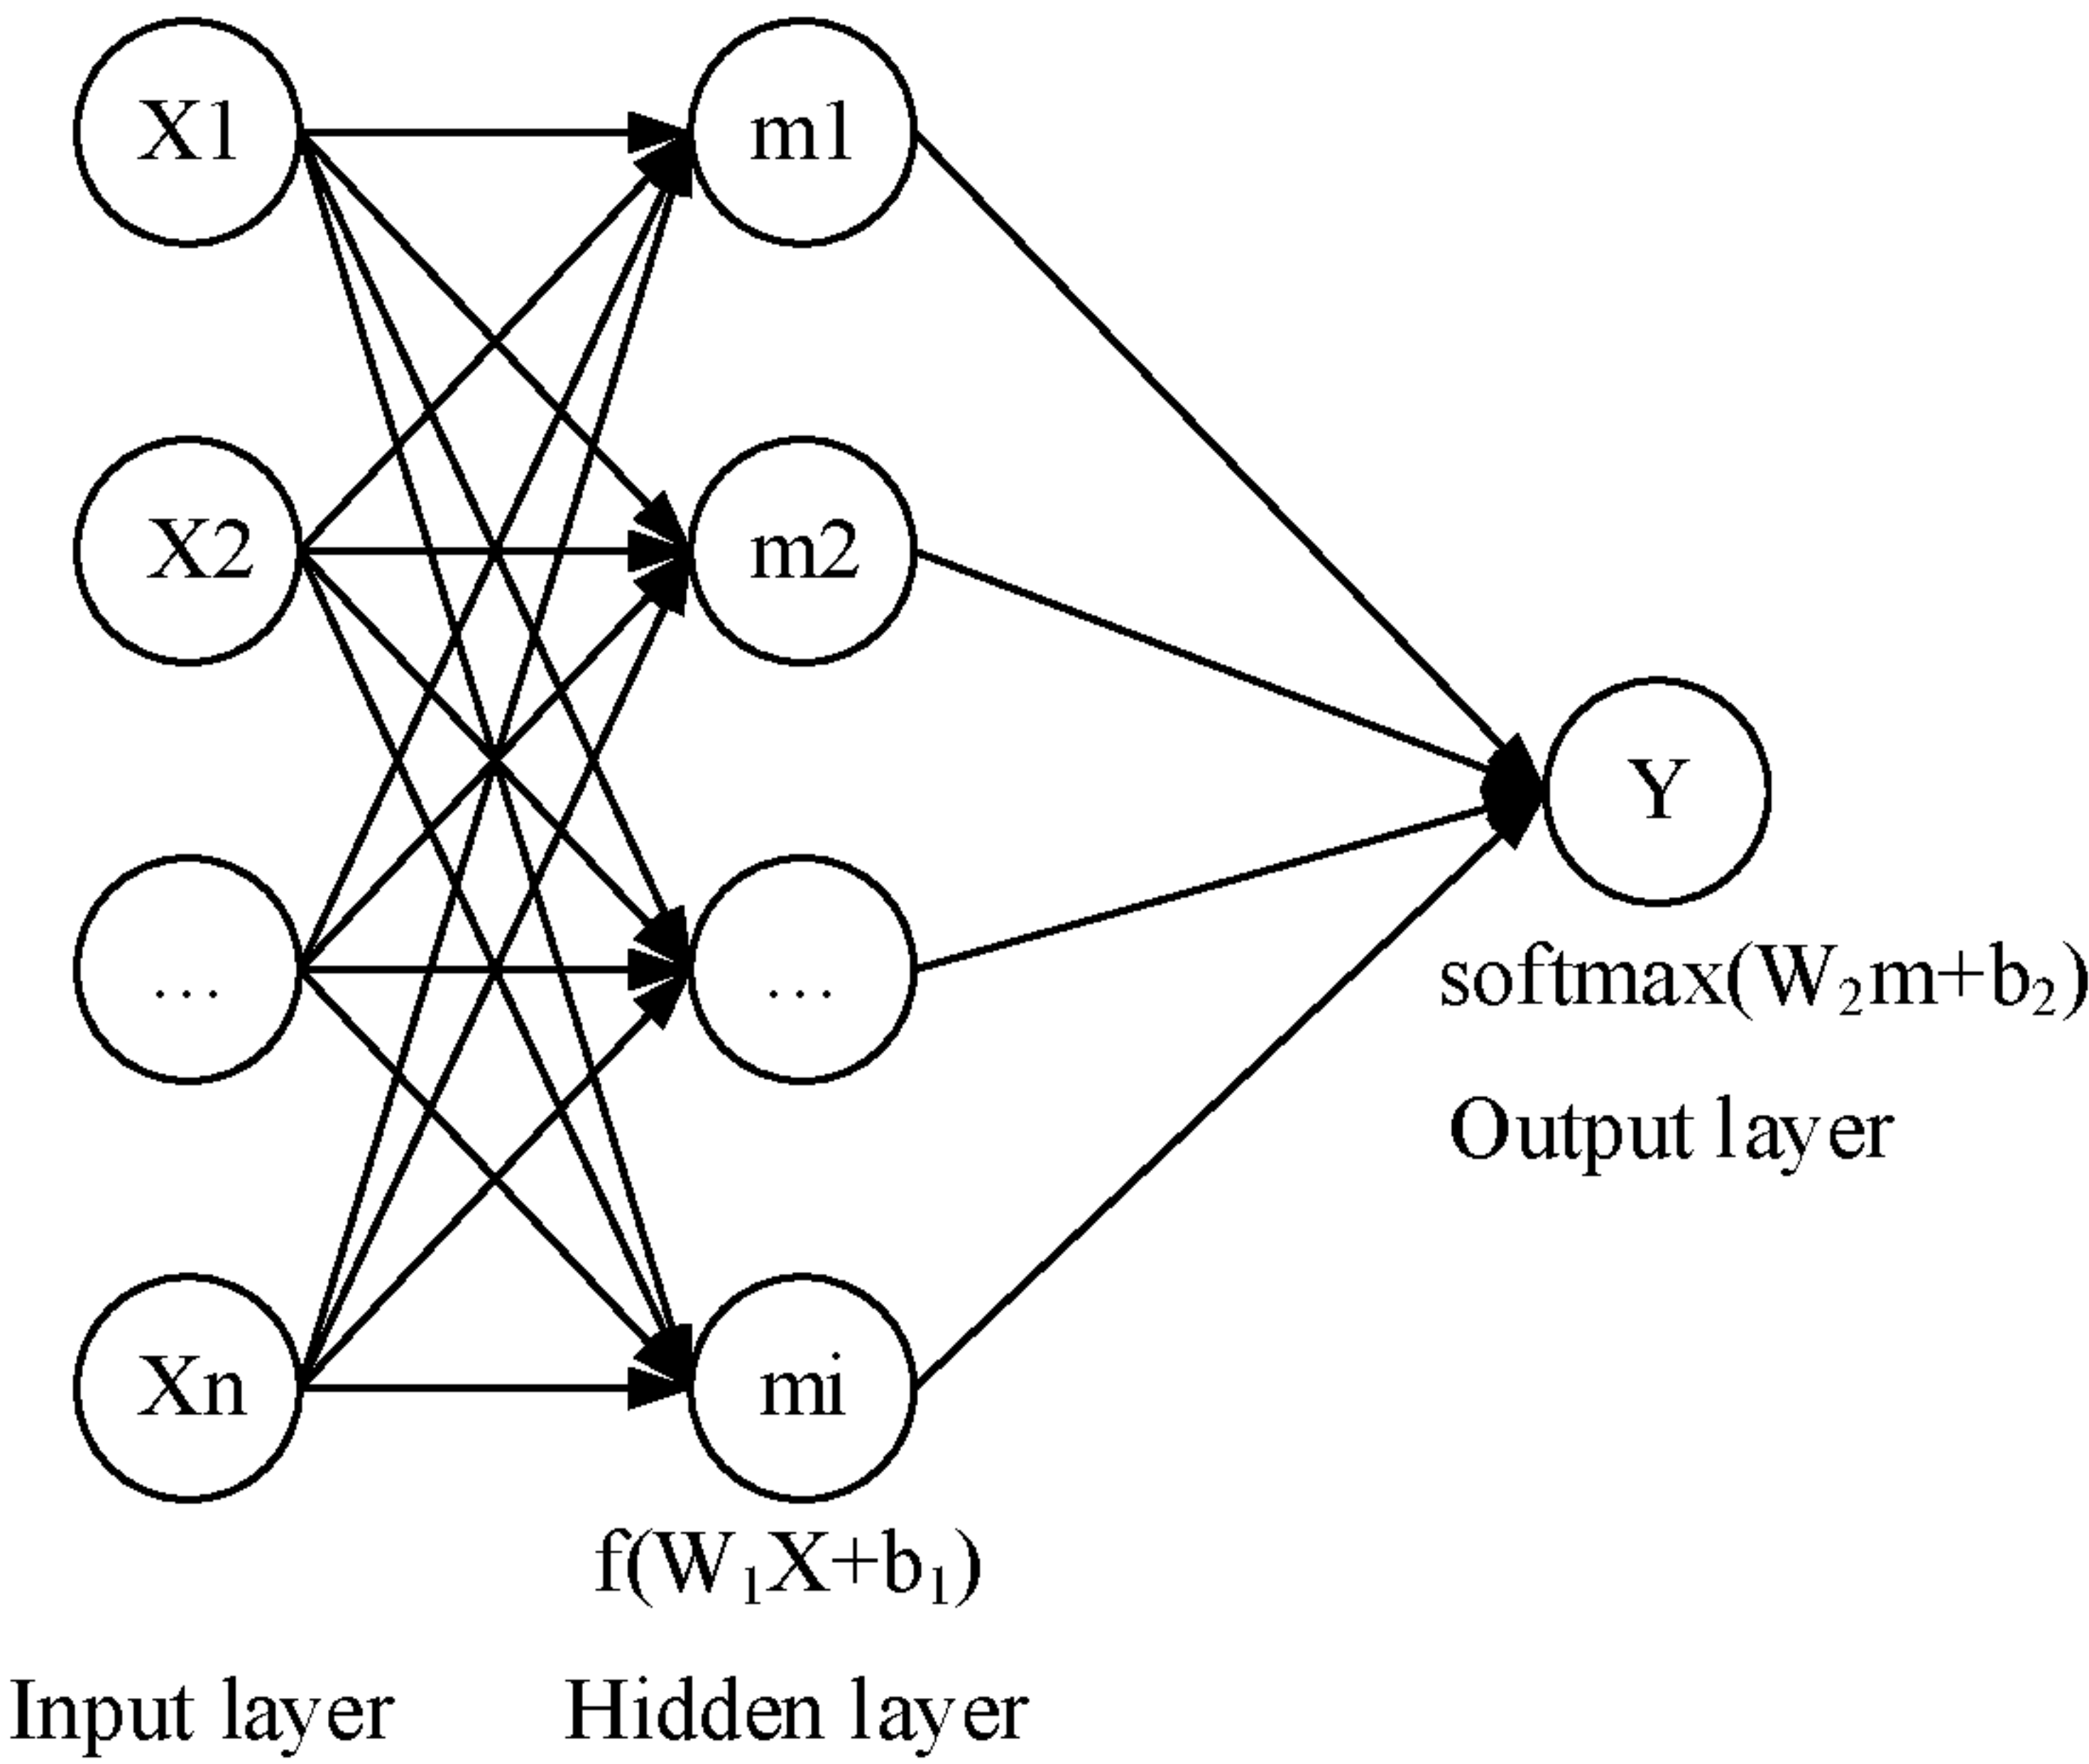 X1
m1
X2
m2
Y
...
...
softmax(W₂m+b₂)
Output layer
Xn
mi
f(W₁X+b₁)
Input layer
Hidden layer